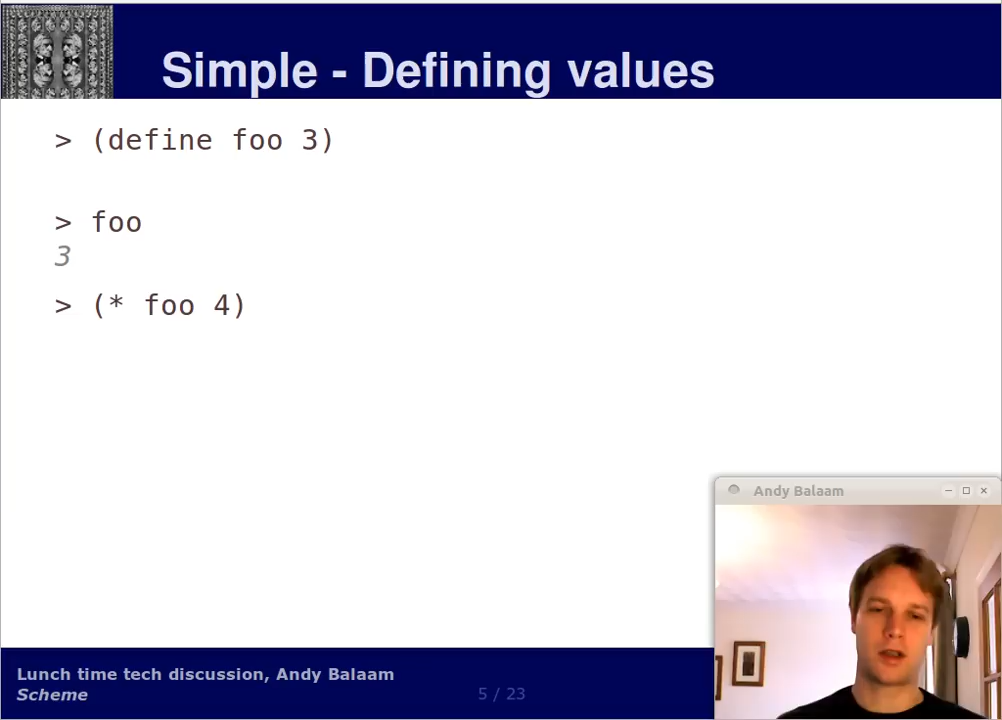 Simple - Defining values
> (define foo 3)
> foo
3
> (* foo 4)
Andy Balaam
Lunch time tech discussion, Andy Balaam
Scheme
5 / 23